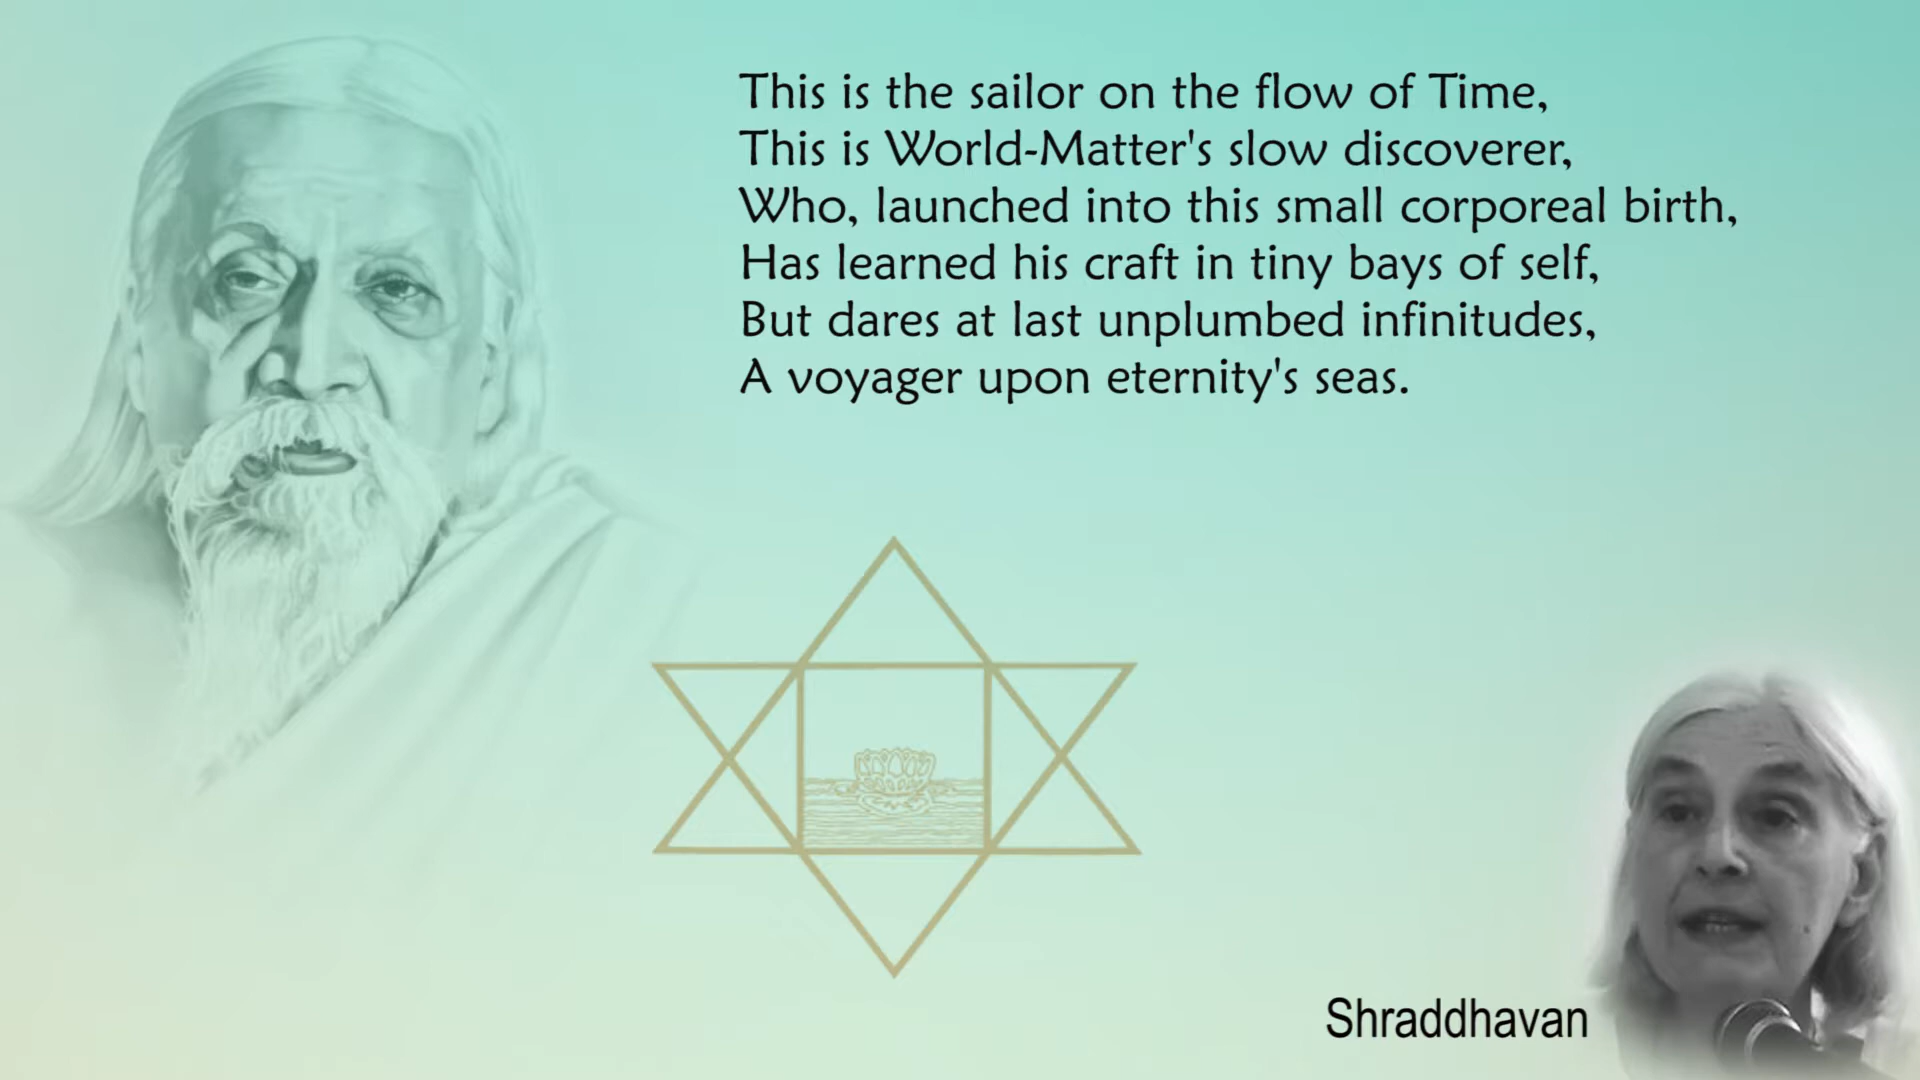 This is the sailor on the flow of Time,
This is World-Matter's slow discoverer,
Who, launched into this small corporeal birth,
Has learned his craft in tiny bays of self,
But dares at last unplumbed infinitudes,
A voyager upon eternity's seas.
Shraddhavan